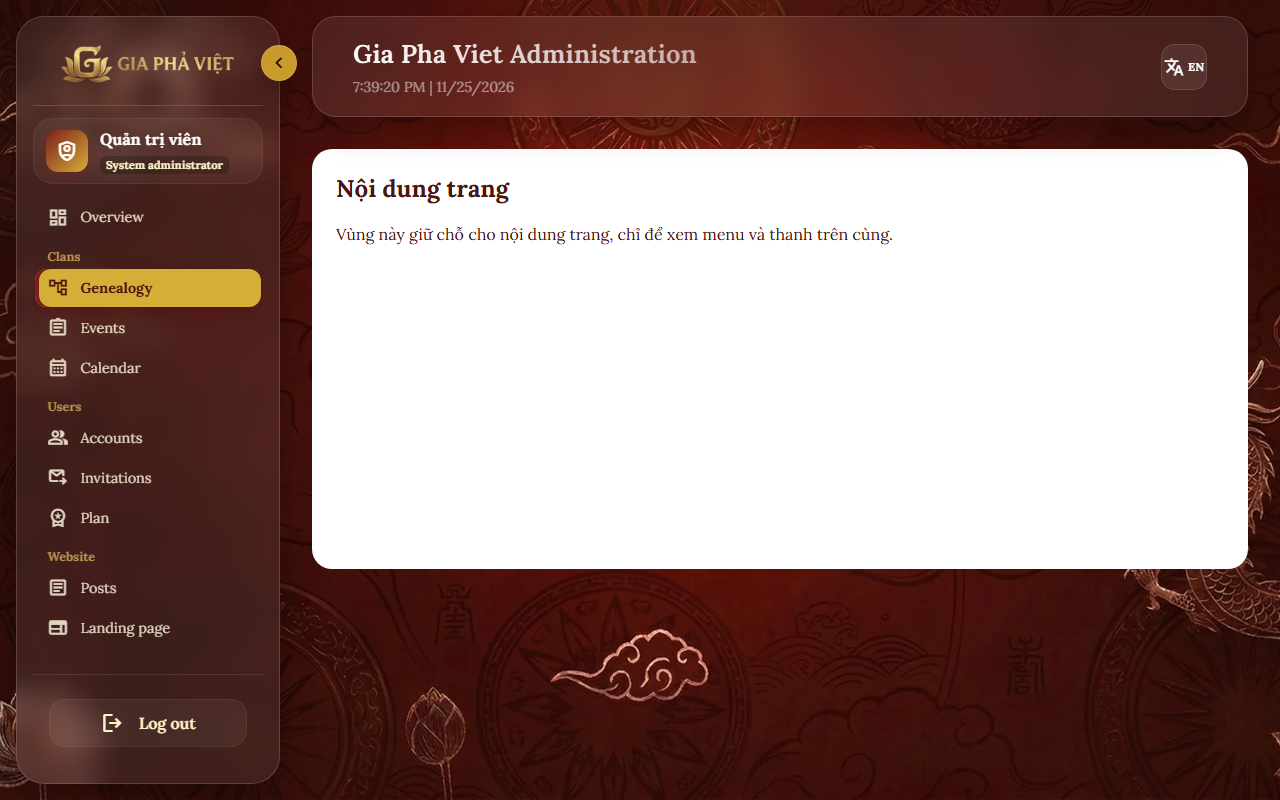 GIA PHẢ VIỆT
Quản trị viên
System administrator
Overview
Clans
Genealogy
Events
Calendar
Users
Accounts
Invitations
Plan
Website
Posts
Landing page
Log out
Gia Pha Viet Administration
7:39:20 PM | 11/25/2026
EN
Nội dung trang
Vùng này giữ chỗ cho nội dung trang, chỉ để xem menu và thanh trên cùng.